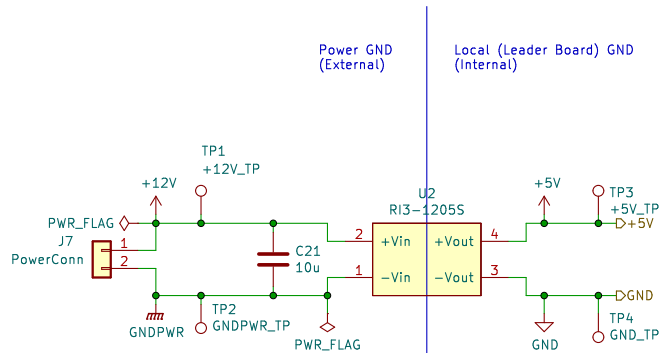 Power GND
(External)
Local (Leader Board) GND
(Internal)
TP1
+12V_TP
+12V
PWR_FLAG
J7
PowerConn
1
2
C21
10u
TP2
GNDPWR_TP
GNDPWR
PWR_FLAG
U2
RI3-1205S
2
+Vin
+Vout
4
1
-Vin
-Vout
3
+5V
TP3
+5V_TP
+5V
GND
GND
TP4
GND_TP